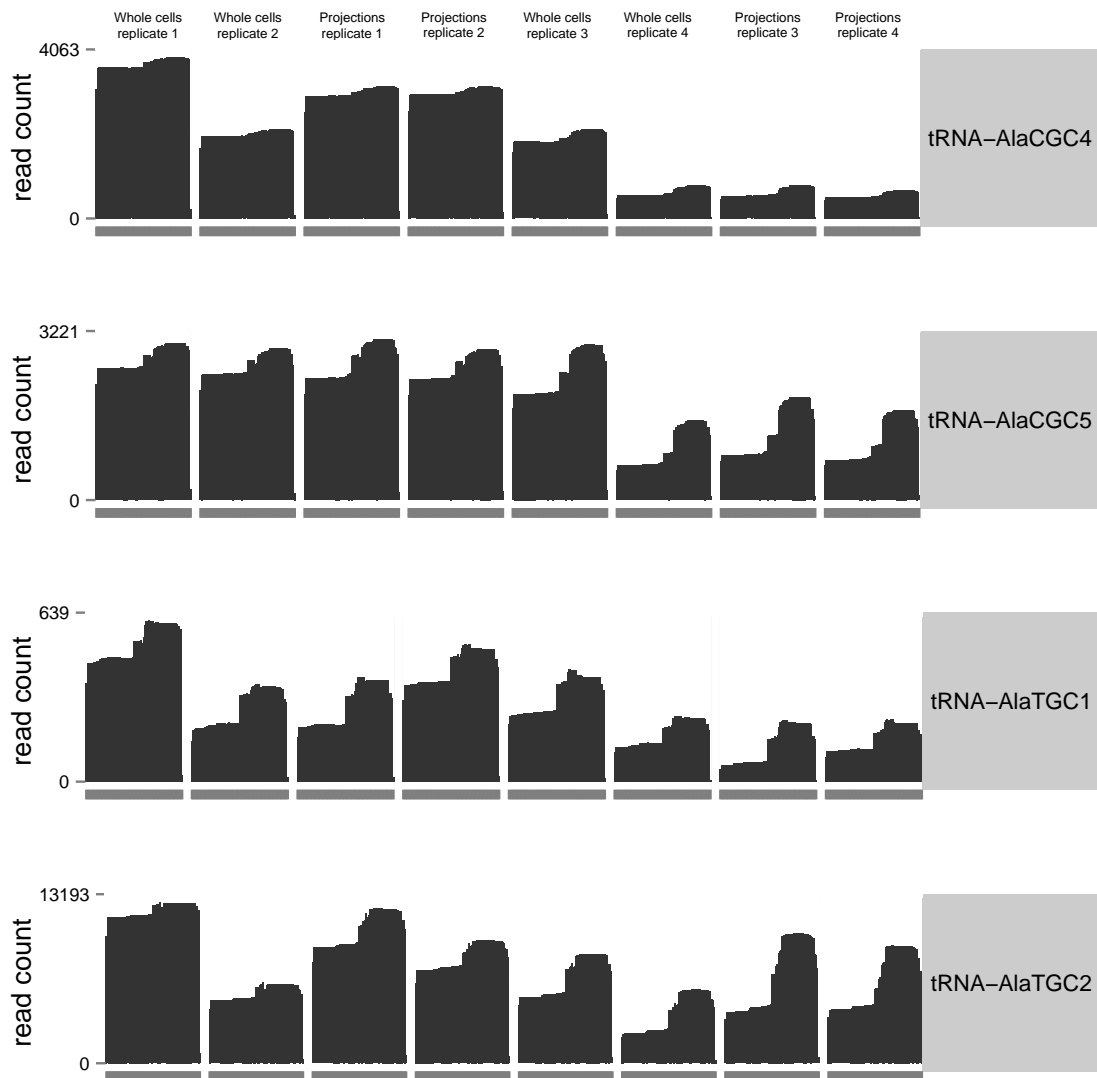 Whole cells
replicate 1
Whole cells
replicate 2
Projections
replicate 1
Projections
replicate 2
Whole cells
replicate 3
Whole cells
replicate 4
Projections
replicate 3
Projections
replicate 4
4063
read count
0
tRNA−AlaCGC4
3221
read count
0
tRNA−AlaCGC5
639
read count
0
tRNA−AlaTGC1
13193
read count
0
tRNA−AlaTGC2